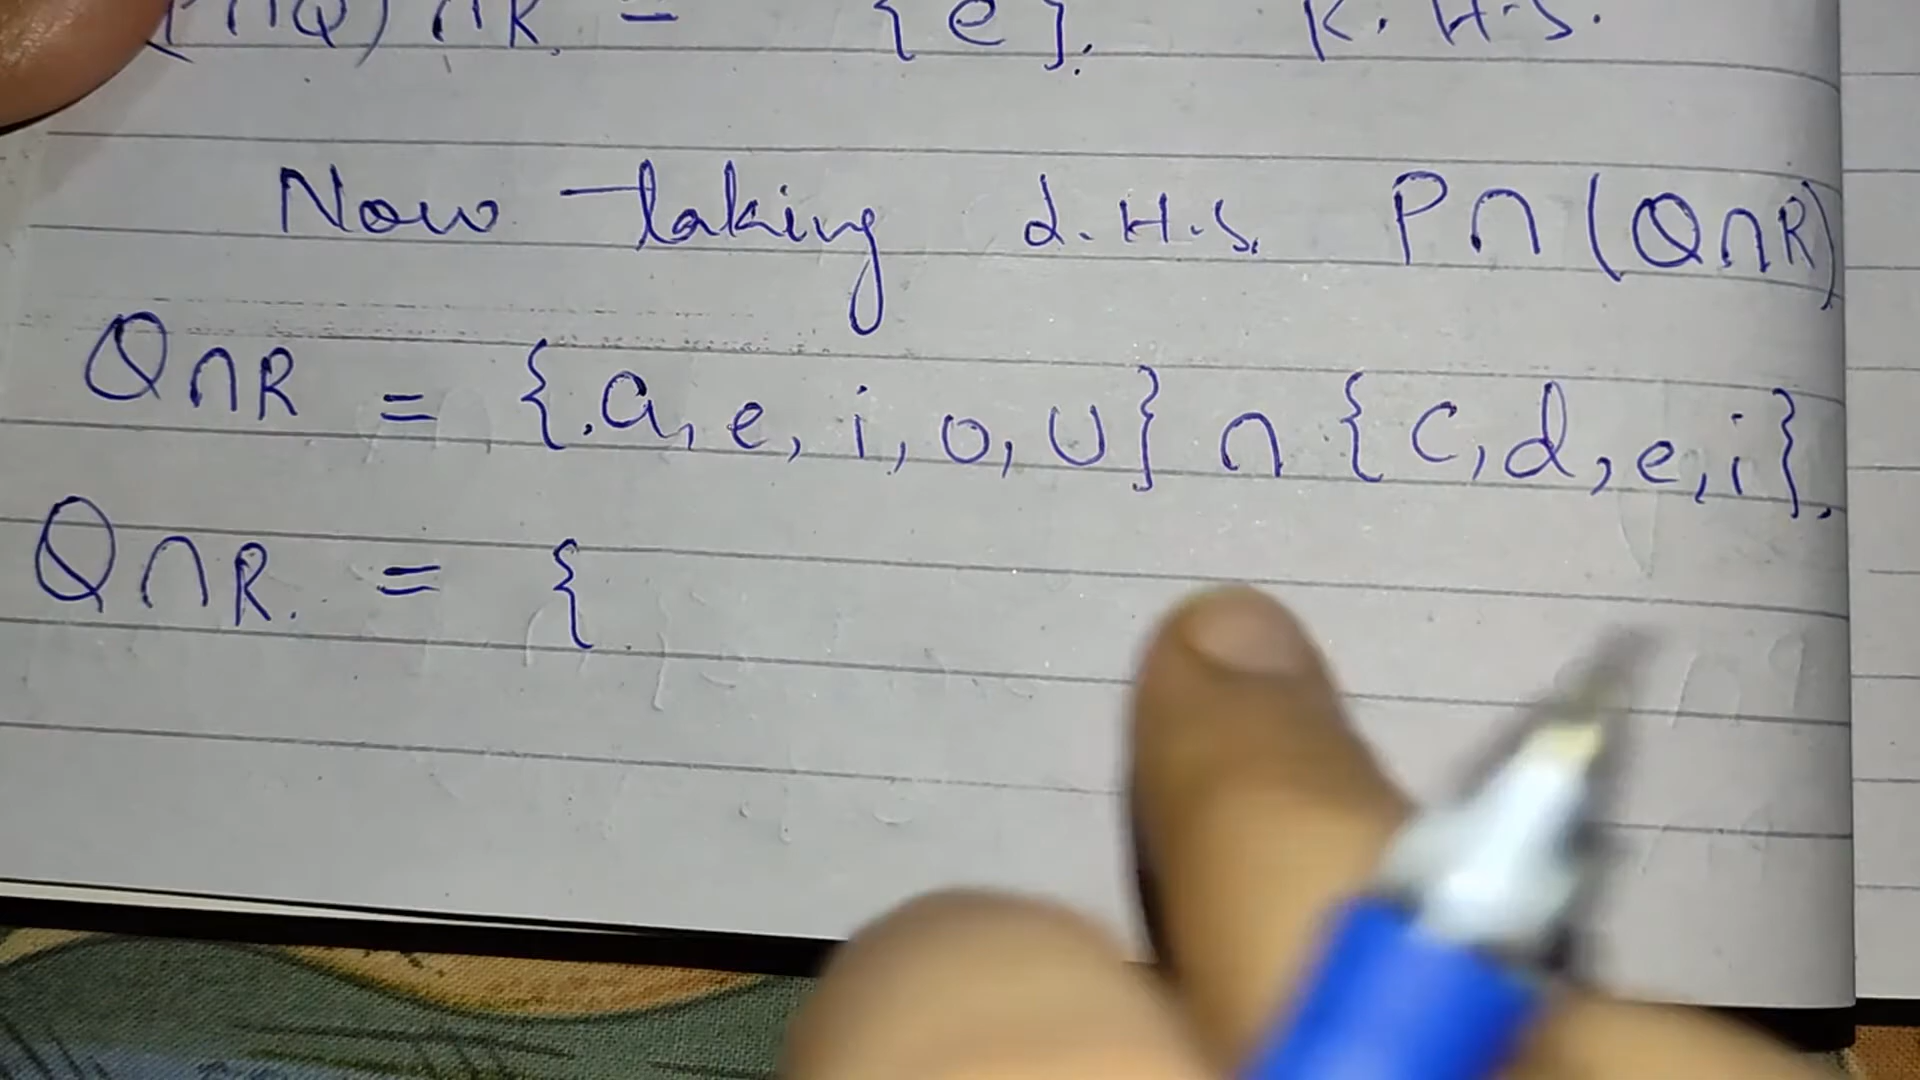 (P∩Q)∩R = {e}. R.H.S.
Now taking L.H.S. P∩(Q∩R)
Q∩R = {a, e, i, o, u} ∩ {c, d, e, i}.
Q∩R. = {